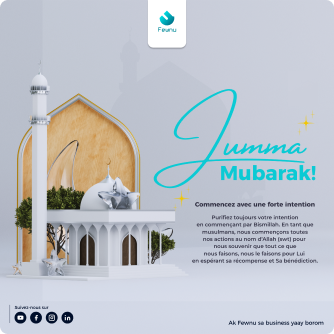 Fewnu
Jumma
Mubarak!
Commencez avec une forte intention
Purifiez toujours votre intention
en commençant par Bismillah. En tant que
musulmans, nous commençons toutes
nos actions au nom d'Allah (swt) pour
nous souvenir que tout ce que
nous faisons, nous le faisons pour Lui
en espérant sa récompense et Sa bénédiction.
Suivez-nous sur
Ak Fewnu sa business yaay borom